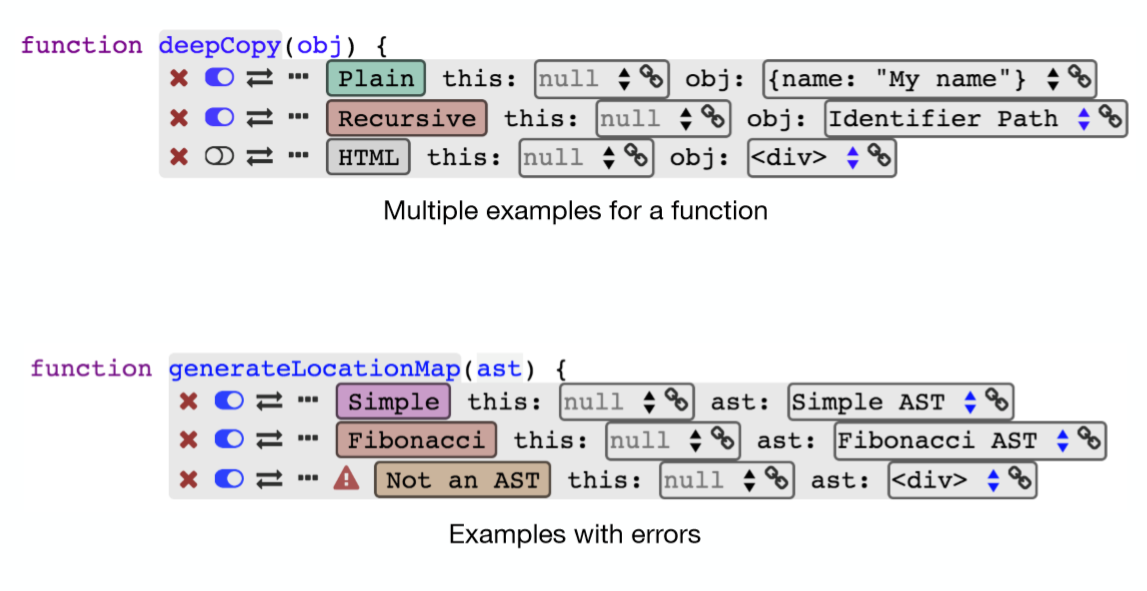 function deepCopy(obj) {
Plain this: null obj: {name: "My name"}
Recursive this: null obj: Identifier Path
HTML this: null obj: <div>
Multiple examples for a function
function generateLocationMap(ast) {
Simple this: null ast: Simple AST
Fibonacci this: null ast: Fibonacci AST
Not an AST this: null ast: <div>
Examples with errors